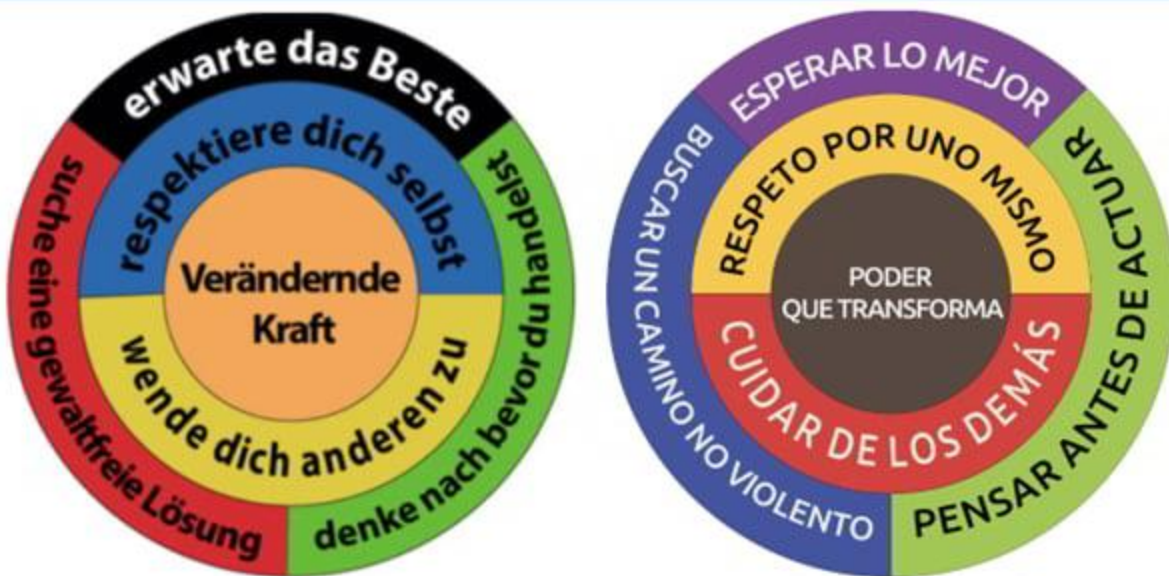 erwarte das Beste
respektiere dich selbst
Verändernde
Kraft
wende dich anderen zu
suche eine gewaltfreie Lösung
denke nach bevor du handelst
ESPERAR LO MEJOR
RESPETO POR UNO MISMO
PODER
QUE TRANSFORMA
CUIDAR DE LOS DEMÁS
BUSCAR UN CAMINO NO VIOLENTO
PENSAR ANTES DE ACTUAR